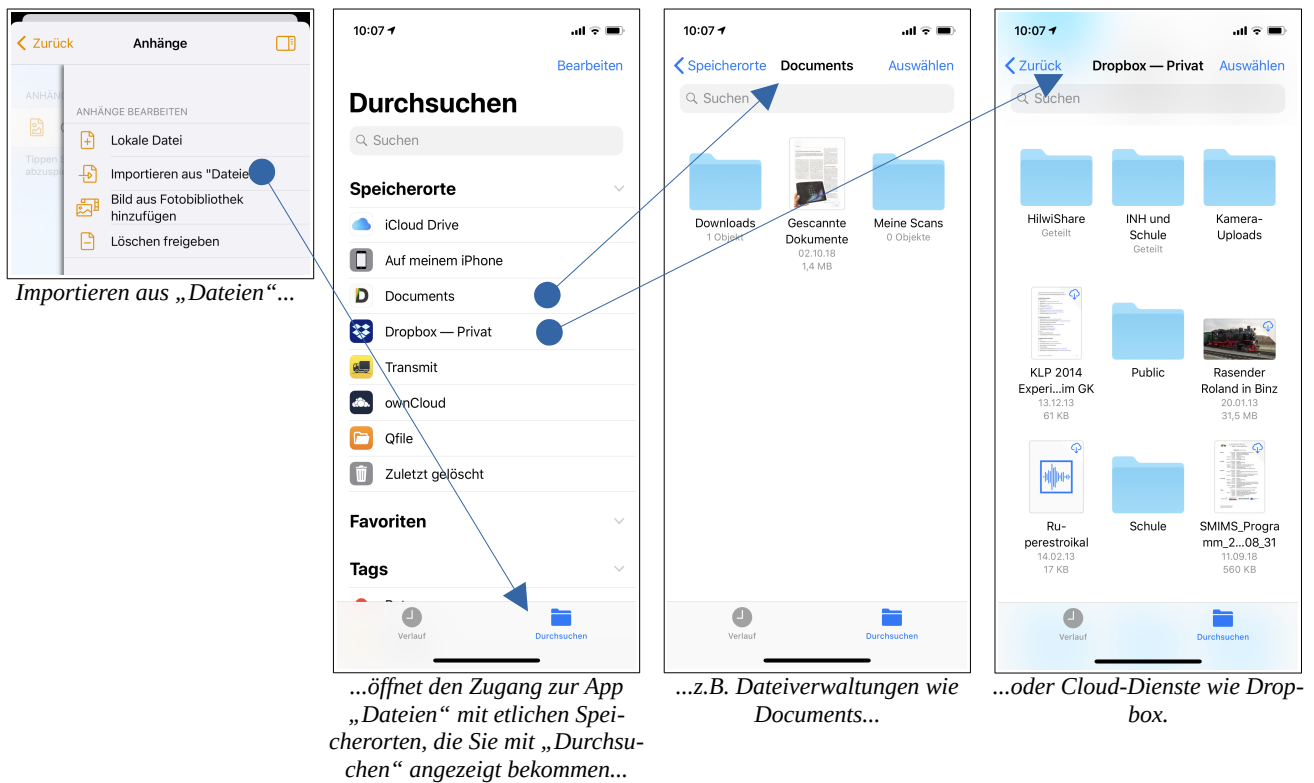 Zurück
Anhänge
ANHÄNGE BEARBEITEN
Lokale Datei
Importieren aus "Dateie
Bild aus Fotobibliothek
hinzufügen
Löschen freigeben
Tippen S
abzuspie
Importieren aus „Dateien“...
10:07
Bearbeiten
Durchsuchen
Suchen
Speicherorte
iCloud Drive
Auf meinem iPhone
Documents
Dropbox — Privat
Transmit
ownCloud
Qfile
Zuletzt gelöscht
Favoriten
Tags
Verlauf
Durchsuchen
...öffnet den Zugang zur App
„Dateien“ mit etlichen Spei-
cherorten, die Sie mit „Durchsu-
chen“ angezeigt bekommen...
10:07
Speicherorte
Documents
Auswählen
Suchen
Downloads
1 Objekt
Gescannte
Dokumente
02.10.18
1,4 MB
Meine Scans
0 Objekte
Verlauf
Durchsuchen
...z.B. Dateiverwaltungen wie
Documents...
10:07
Zurück
Dropbox — Privat
Auswählen
Suchen
HilwiShare
Geteilt
INH und
Schule
Geteilt
Kamera-
Uploads
KLP 2014
Experi...im GK
13.12.13
61 KB
Public
Rasender
Roland in Binz
20.01.13
31,5 MB
Ru-
perestroikal
14.02.13
17 KB
Schule
SMIMS_Progra
mm_2...08_31
11.09.18
560 KB
Verlauf
Durchsuchen
...oder Cloud-Dienste wie Drop-
box.